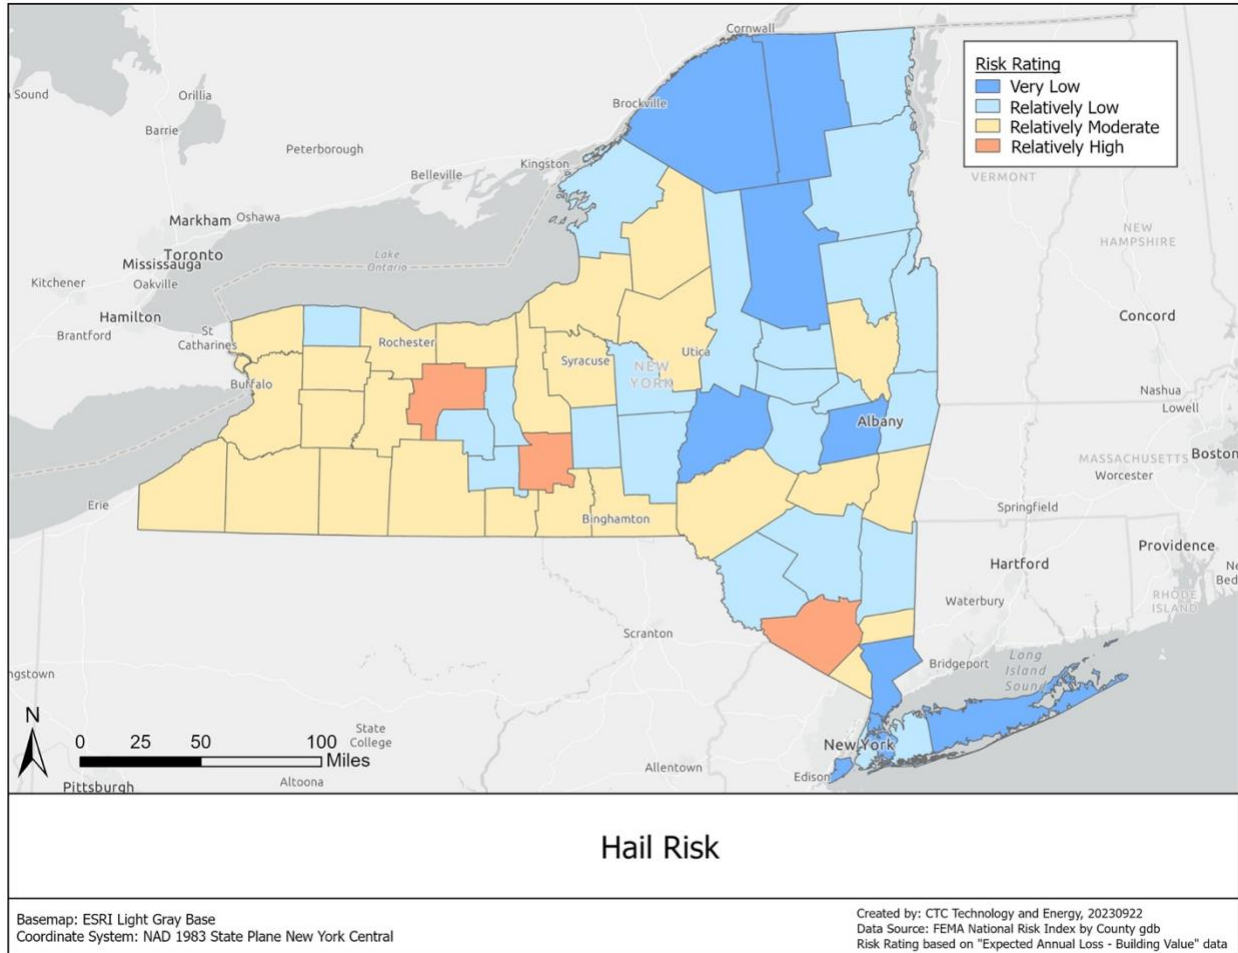 Cornwall
Sound
Orillia
Brockville
Barrie
Peterborough
Kingston
Belleville
Risk Rating
Very Low
Relatively Low
Relatively Moderate
Relatively High
VERMONT
Markham
Oshawa
Toronto
Mississauga
Lake
Ontario
NEW
HAMPSHIRE
Kitchener
Oakville
Hamilton
Brantford
St
Catharines
Rochester
Concord
Syracuse
Utica
NEW
YORK
Buffalo
Nashua
Lowell
Albany
MASSACHUSETTS
Boston
Worcester
Erie
Binghamton
Springfield
Hartford
Providence
Ne
Bed
Waterbury
RHODE
ISLAND
Scranton
Long
Island
Sound
Bridgeport
ngstown
N
State
College
0 25 50 100
Miles
New York
Allentown
Edison
Altoona
Pittsburgh
Hail Risk
Basemap: ESRI Light Gray Base
Coordinate System: NAD 1983 State Plane New York Central
Created by: CTC Technology and Energy, 20230922
Data Source: FEMA National Risk Index by County gdb
Risk Rating based on "Expected Annual Loss - Building Value" data